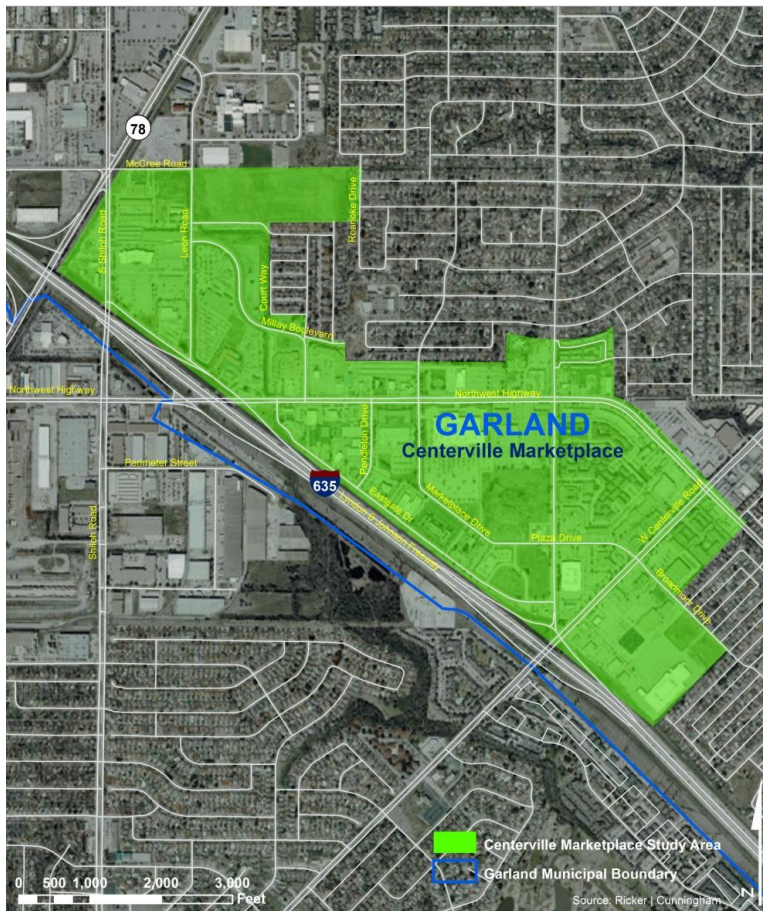 78
McCree Road
S Shiloh Road
Leon Road
Roanoke Drive
Court Way
Millay Boulevard
Northwest Highway
Northwest Highway
GARLAND
Centerville Marketplace
Pendleton Drive
Perimeter Street
635
Eastgate Dr
Marketplace Drive
Lyndon B Johnson Freeway
W Centerville Road
Shiloh Road
Plaza Drive
Broadmoor Drive
Centerville Marketplace Study Area
Garland Municipal Boundary
0 500 1,000 2,000 3,000
Feet
Source: Ricker | Cunningham
N